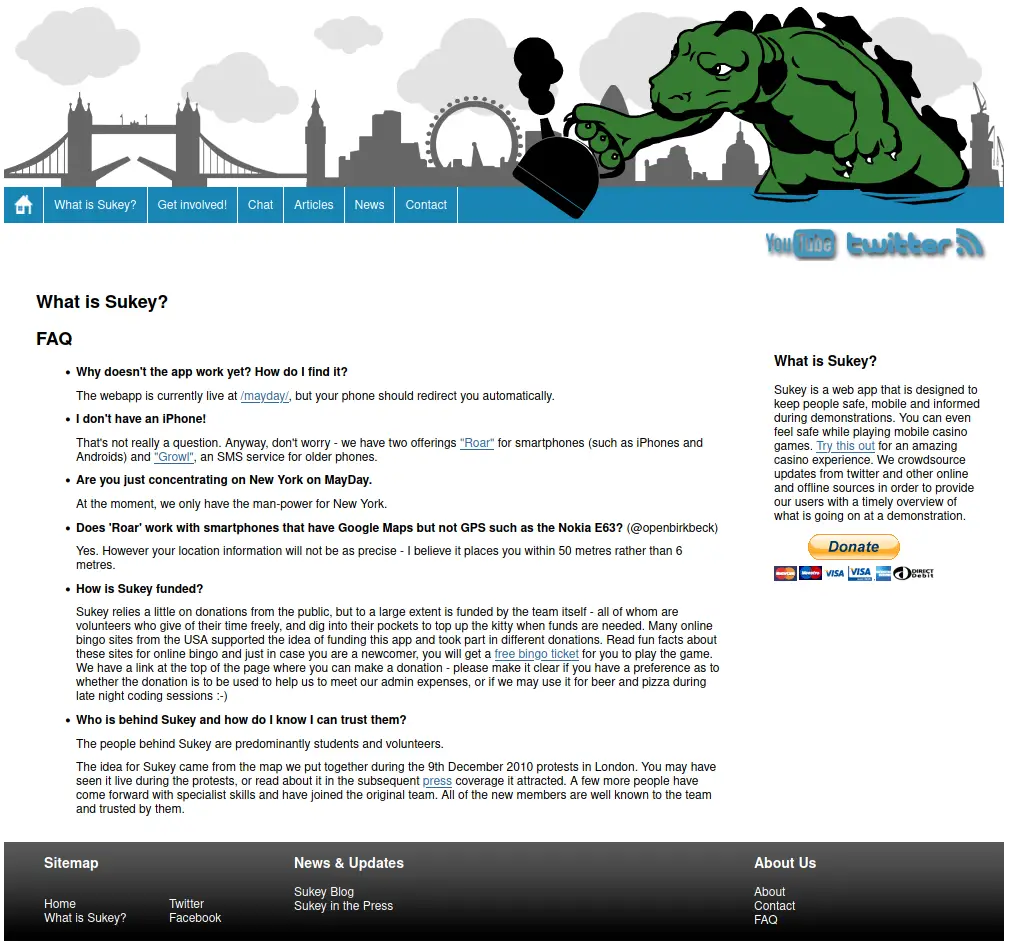 What is Sukey?
Get involved!
Chat
Articles
News
Contact
YouTube
twitter
What is Sukey?
FAQ
Why doesn't the app work yet? How do I find it?
The webapp is currently live at /mayday/, but your phone should redirect you automatically.
I don't have an iPhone!
That's not really a question. Anyway, don't worry - we have two offerings "Roar" for smartphones (such as iPhones and
Androids) and "Growl", an SMS service for older phones.
Are you just concentrating on New York on MayDay.
At the moment, we only have the man-power for New York.
Does 'Roar' work with smartphones that have Google Maps but not GPS such as the Nokia E63? (@openbirkbeck)
Yes. However your location information will not be as precise - I believe it places you within 50 metres rather than 6
metres.
How is Sukey funded?
Sukey relies a little on donations from the public, but to a large extent is funded by the team itself - all of whom are
volunteers who give of their time freely, and dig into their pockets to top up the kitty when funds are needed. Many online
bingo sites from the USA supported the idea of funding this app and took part in different donations. Read fun facts about
these sites for online bingo and just in case you are a newcomer, you will get a free bingo ticket for you to play the game.
We have a link at the top of the page where you can make a donation - please make it clear if you have a preference as to
whether the donation is to be used to help us to meet our admin expenses, or if we may use it for beer and pizza during
late night coding sessions :-)
Who is behind Sukey and how do I know I can trust them?
The people behind Sukey are predominantly students and volunteers.
The idea for Sukey came from the map we put together during the 9th December 2010 protests in London. You may have
seen it live during the protests, or read about it in the subsequent press coverage it attracted. A few more people have
come forward with specialist skills and have joined the original team. All of the new members are well known to the team
and trusted by them.
What is Sukey?
Sukey is a web app that is designed to
keep people safe, mobile and informed
during demonstrations. You can even
feel safe while playing mobile casino
games. Try this out for an amazing
casino experience. We crowdsource
updates from twitter and other online
and offline sources in order to provide
our users with a timely overview of
what is going on at a demonstration.
Donate
VISA
VISA
DIRECT
Debit
Sitemap
Home
What is Sukey?
Twitter
Facebook
News & Updates
Sukey Blog
Sukey in the Press
About Us
About
Contact
FAQ